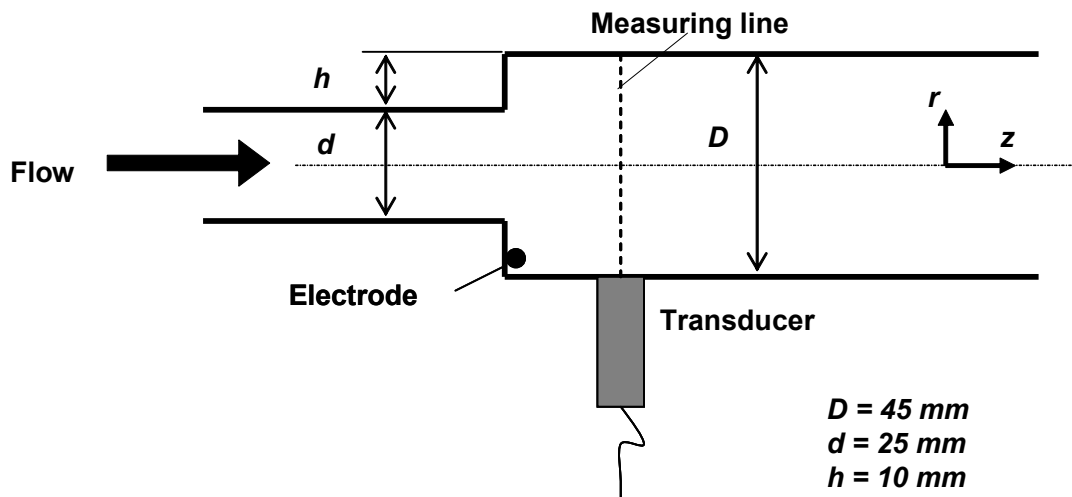 Measuring line
h
r
d
D
z
Flow
Electrode
Transducer
D = 45 mm
d = 25 mm
h = 10 mm